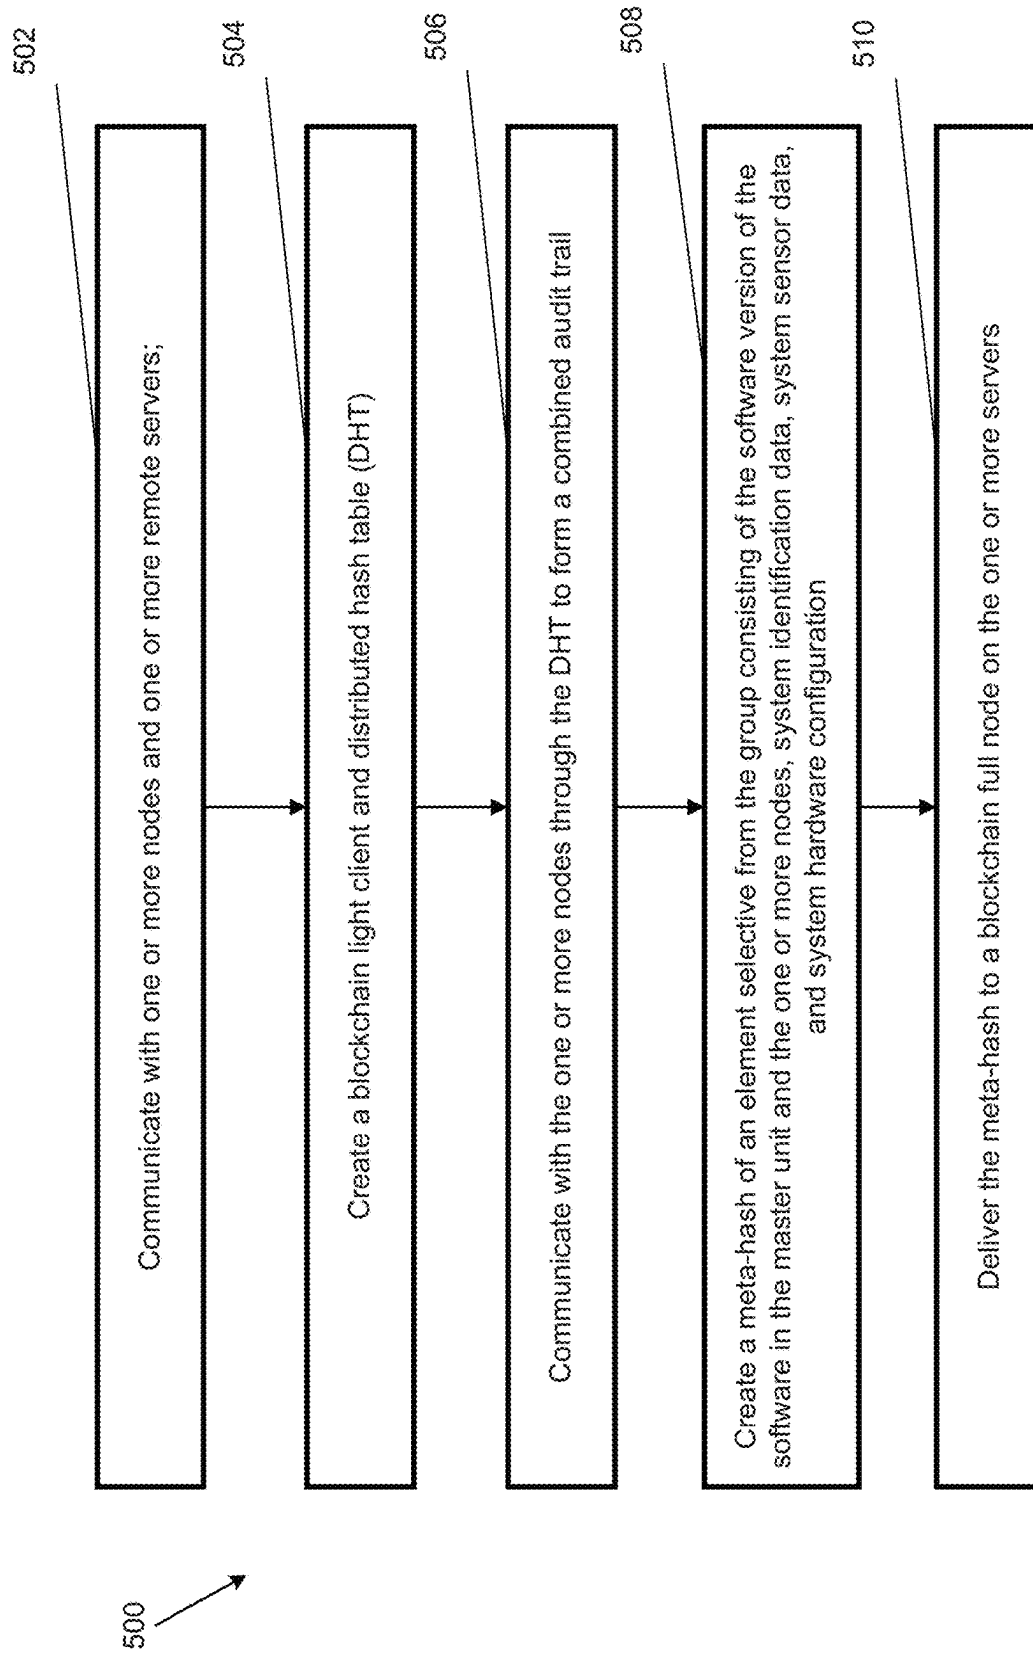 500
502
Communicate with one or more nodes and one or more remote servers;
504
Create a blockchain light client and distributed hash table (DHT)
506
Communicate with the one or more nodes through the DHT to form a combined audit trail
508
Create a meta-hash of an element selective from the group consisting of the software version of the
software in the master unit and the one or more nodes, system identification data, system sensor data,
and system hardware configuration
510
Deliver the meta-hash to a blockchain full node on the one or more servers